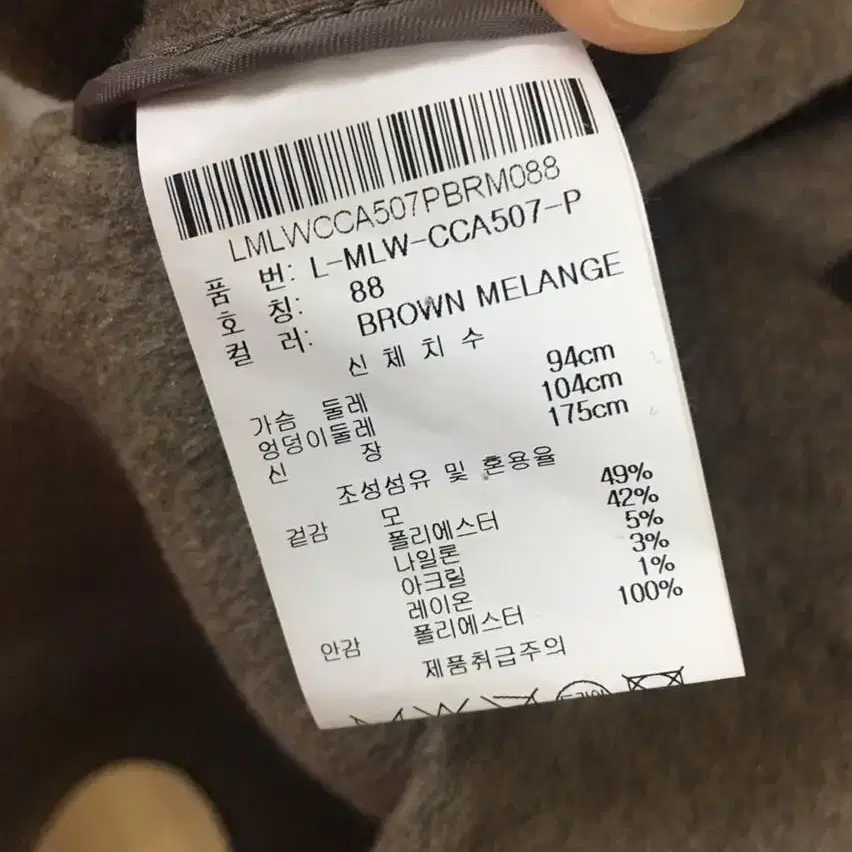 LMLWCCA507PBRM088
품 번: L-MLW-CCA507-P
호 칭: 88
컬 러: BROWN MELANGE
신 체 치 수
가슴 둘레 94cm
엉덩이둘레 104cm
신 장 175cm
조성섬유 및 혼용율
겉감 모 49%
폴리에스터 42%
나일론 5%
아크릴 3%
레이온 1%
안감 폴리에스터 100%
제품취급주의
드라이